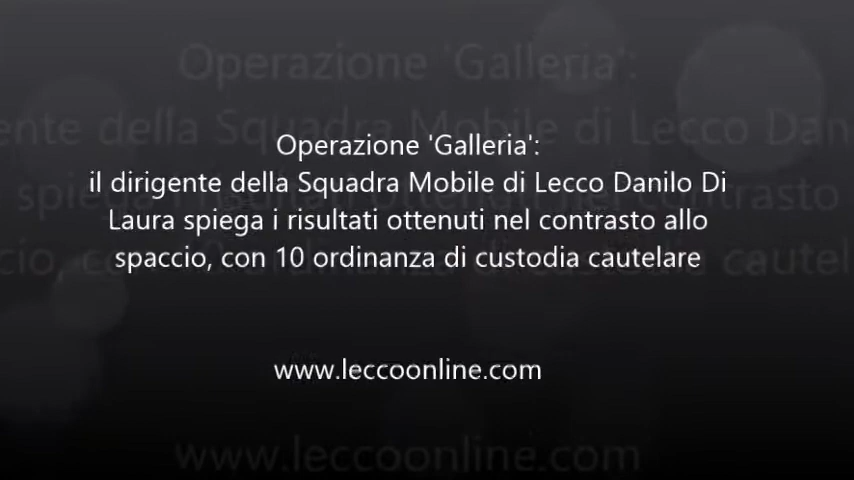 Operazione 'Galleria':
il dirigente della Squadra Mobile di Lecco Danilo Di
Laura spiega i risultati ottenuti nel contrasto allo
spaccio, con 10 ordinanza di custodia cautelare
www.leccoonline.com